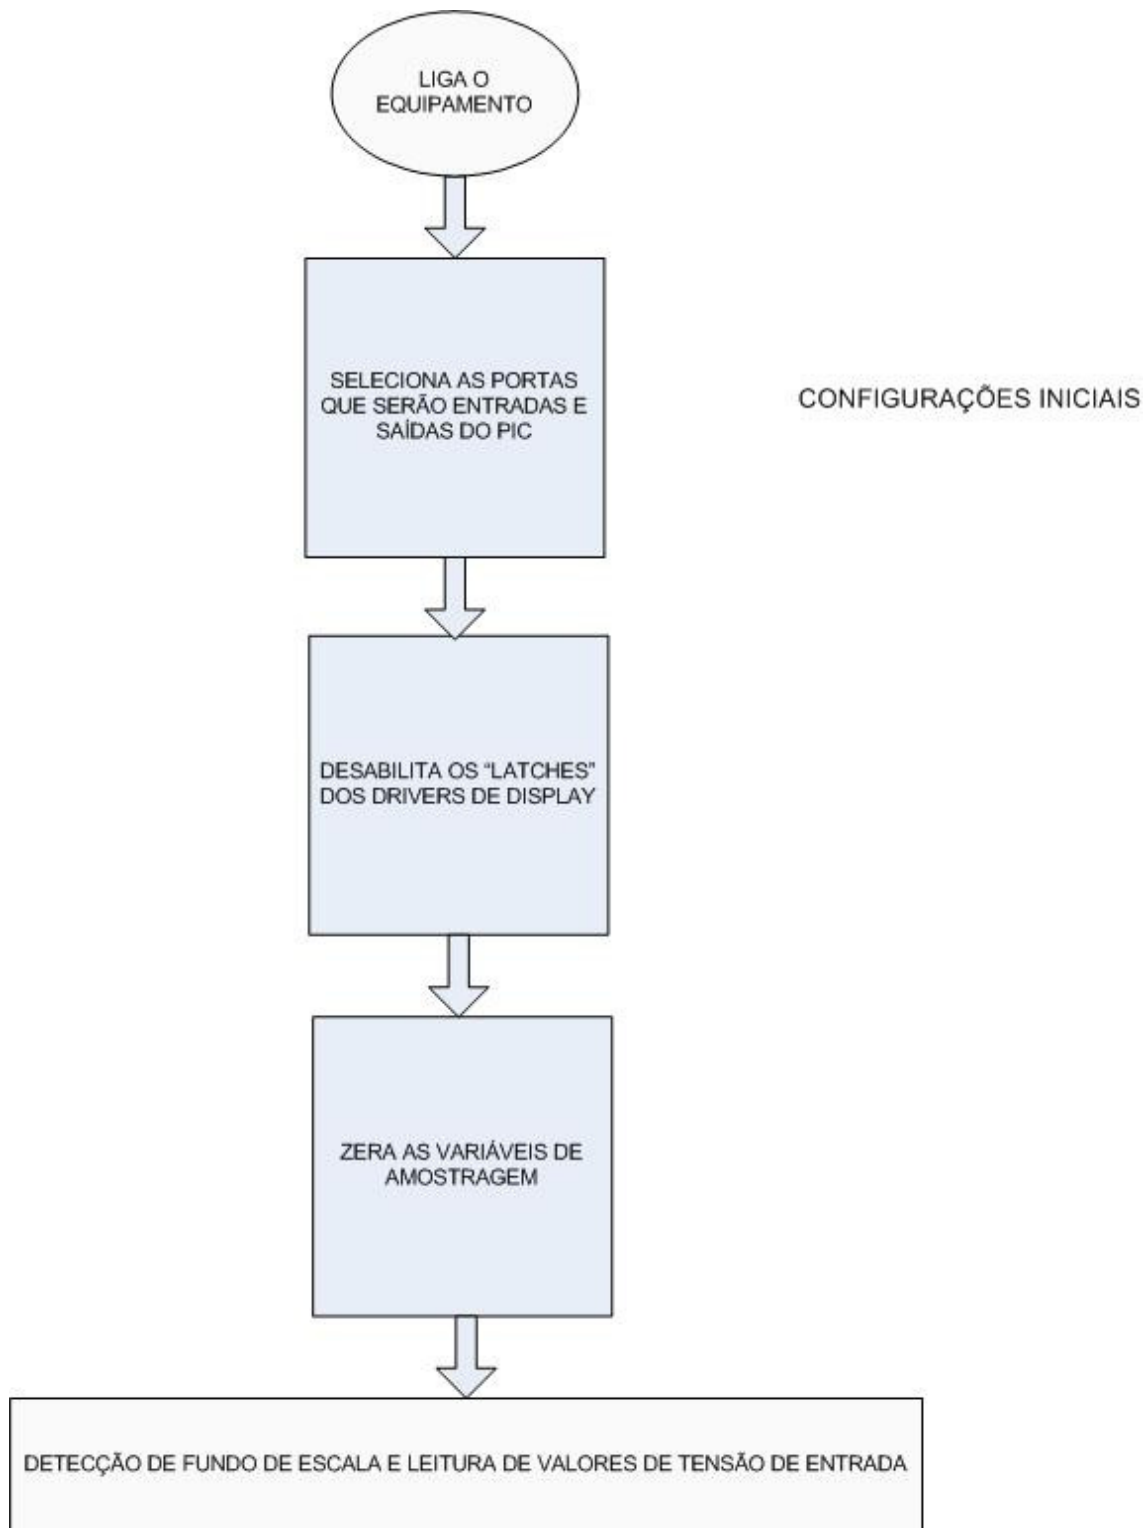 LIGA O
EQUIPAMENTO
SELECIONA AS PORTAS
QUE SERÃO ENTRADAS E
SAÍDAS DO PIC
CONFIGURAÇÕES INICIAIS
DESABILITA OS “LATCHES”
DOS DRIVERS DE DISPLAY
ZERA AS VARIÁVEIS DE
AMOSTRAGEM
DETECÇÃO DE FUNDO DE ESCALA E LEITURA DE VALORES DE TENSÃO DE ENTRADA